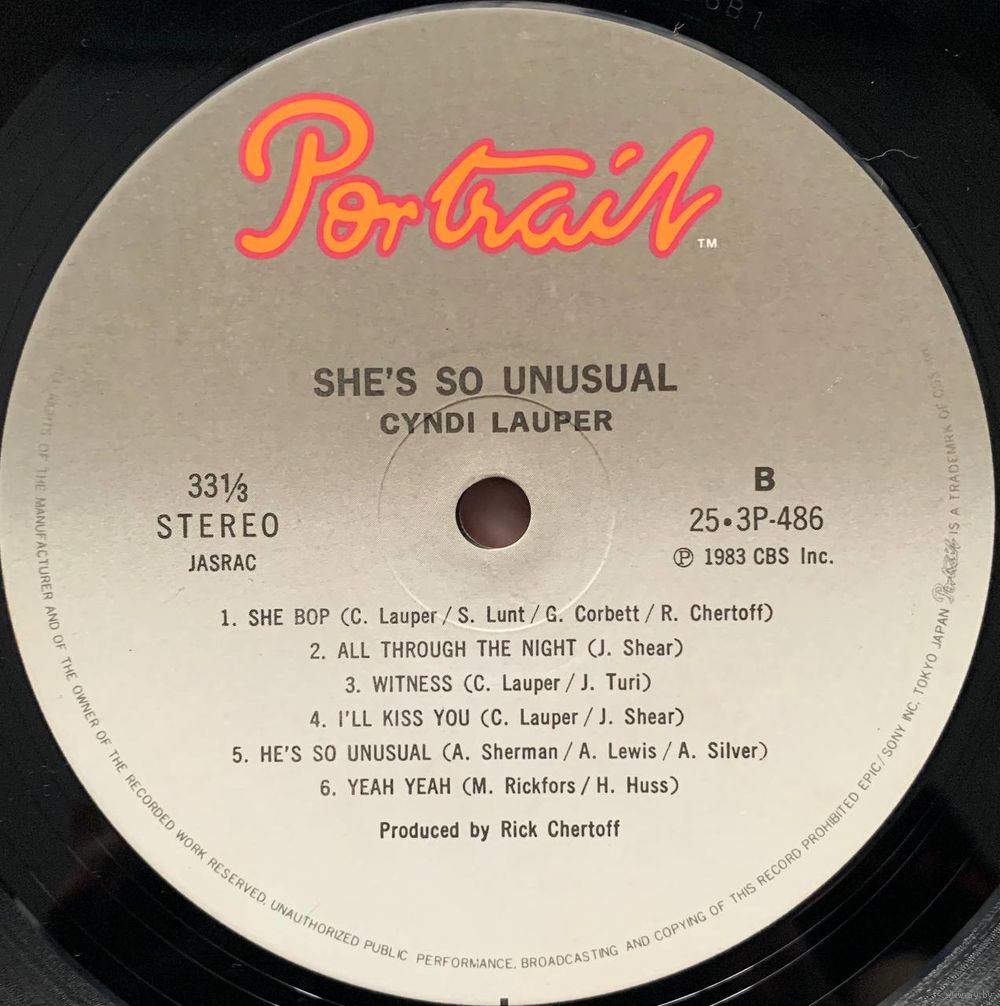 6B1
Portrait
TM
SHE'S SO UNUSUAL
CYNDI LAUPER
33⅓
STEREO
JASRAC
B
25•3P-486
Ⓟ 1983 CBS Inc.
1. SHE BOP (C. Lauper / S. Lunt / G. Corbett / R. Chertoff)
2. ALL THROUGH THE NIGHT (J. Shear)
3. WITNESS (C. Lauper / J. Turi)
4. I'LL KISS YOU (C. Lauper / J. Shear)
5. HE'S SO UNUSUAL (A. Sherman / A. Lewis / A. Silver)
6. YEAH YEAH (M. Rickfors / H. Huss)
Produced by Rick Chertoff
RIGHTS OF THE MANUFACTURER AND OF THE OWNER OF THE RECORDED WORK RESERVED. UNAUTHORIZED PUBLIC PERFORMANCE, BROADCASTING AND COPYING OF THIS RECORD PROHIBITED EPIC/SONY INC. TOKYO JAPAN Portrait IS A TRADEMRK OF CBS